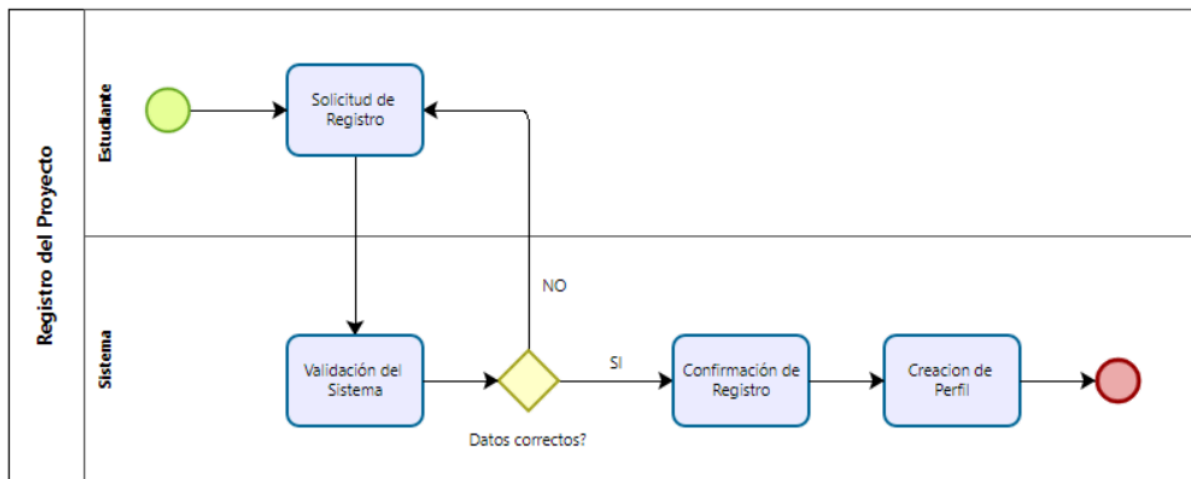 Registro del Proyecto
Estudiante
Solicitud de
Registro
Sistema
NO
Validación del
Sistema
SI
Confirmación de
Registro
Creacion de
Perfil
Datos correctos?